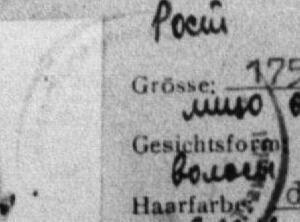 Рост
Grösse: 175
лицо
Gesichtsform:
волосы
Haarfarbe: